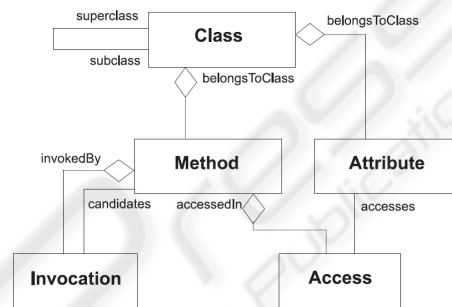 superclass
Class
belongsToClass
subclass
belongsToClass
invokedBy
Method
Attribute
candidates
accessedIn
accesses
Invocation
Access